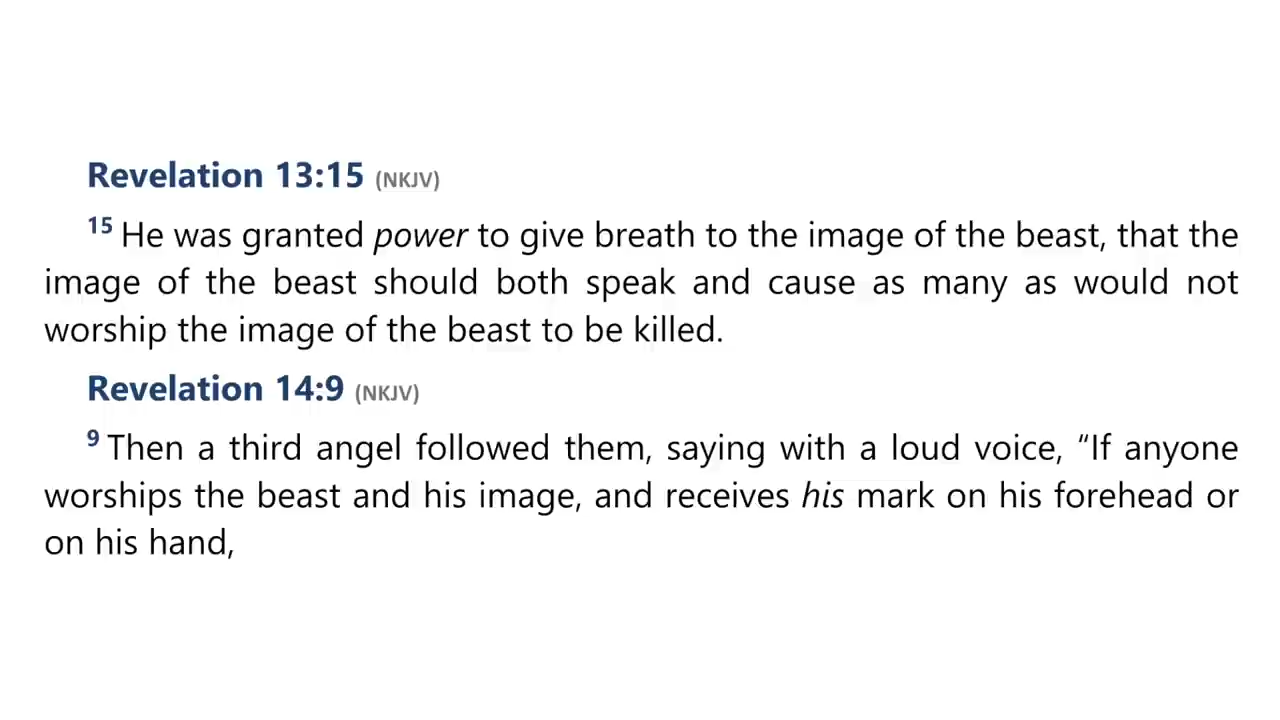 Revelation 13:15 (NKJV)
15 He was granted power to give breath to the image of the beast, that the
image of the beast should both speak and cause as many as would not
worship the image of the beast to be killed.
Revelation 14:9 (NKJV)
9 Then a third angel followed them, saying with a loud voice, “If anyone
worships the beast and his image, and receives his mark on his forehead or
on his hand,